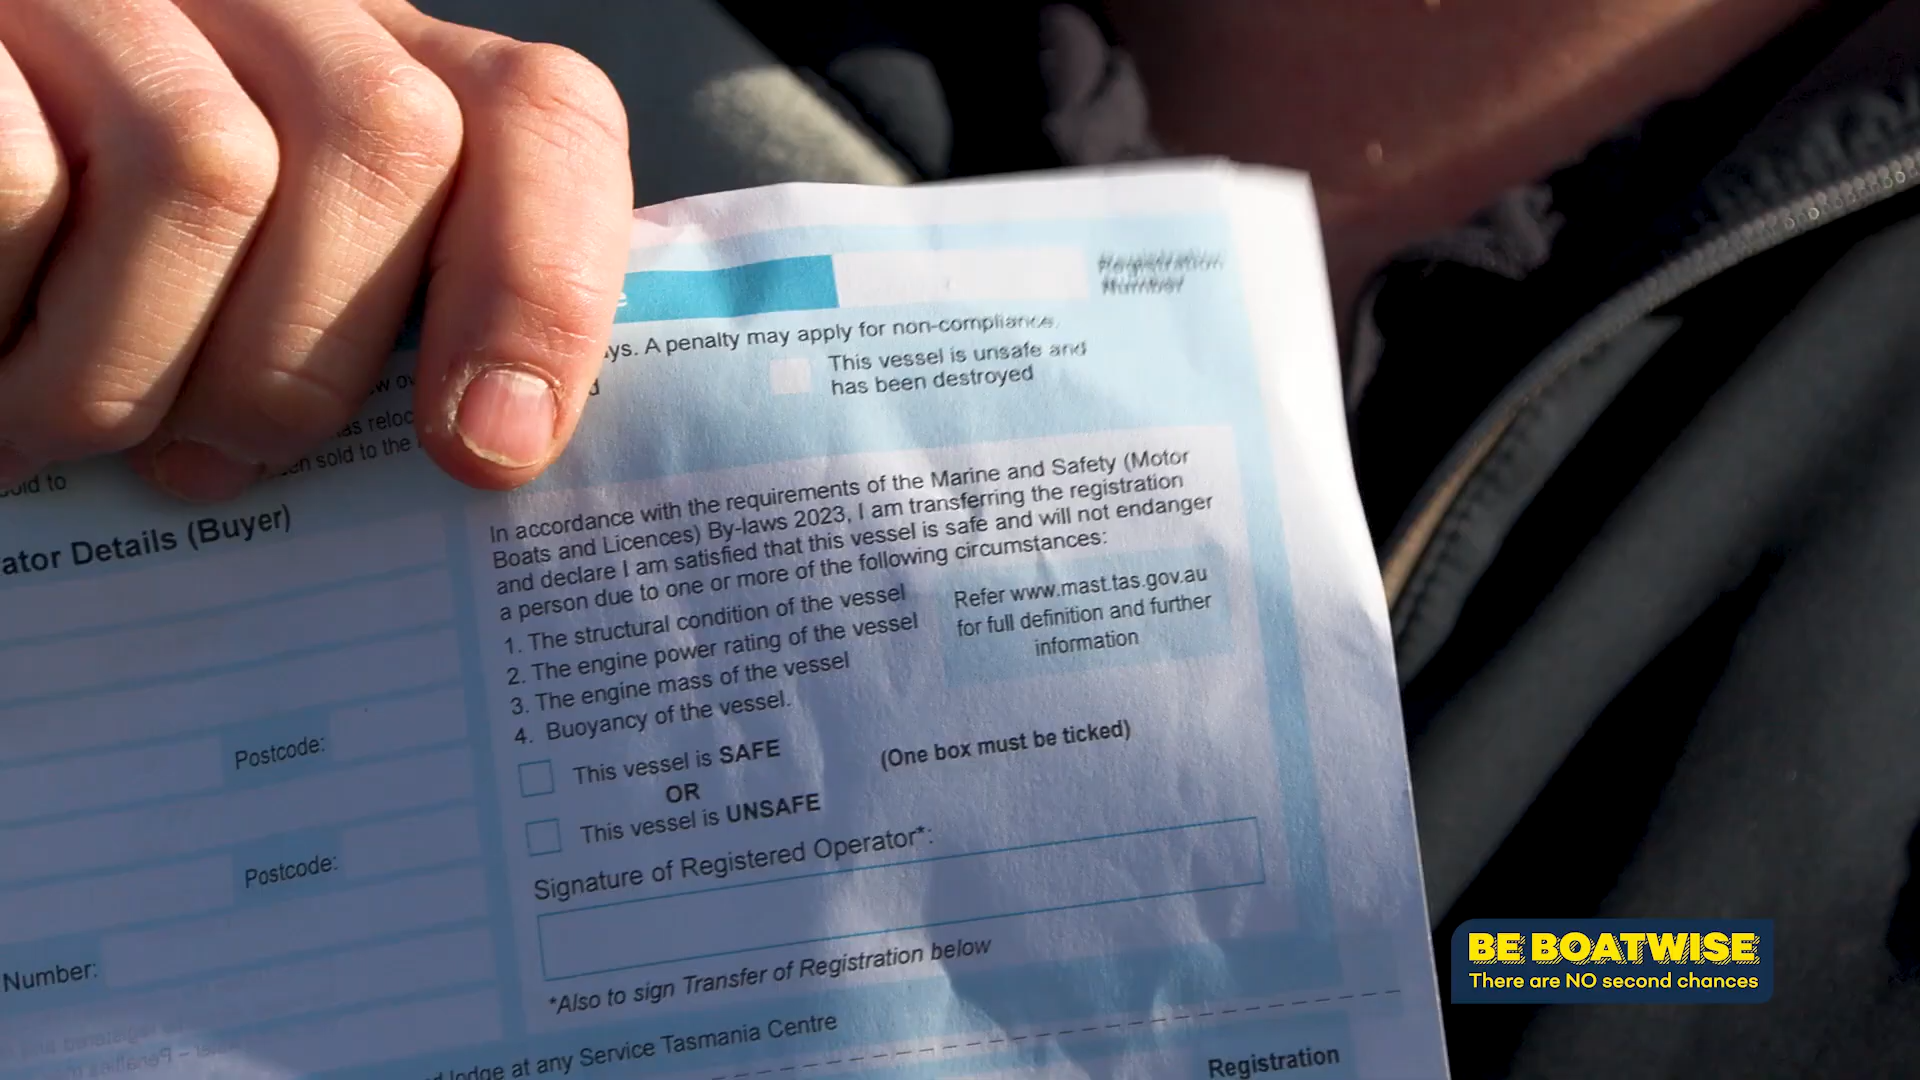 Registration
Number
ys. A penalty may apply for non-compliance.
This vessel is unsafe and
has been destroyed
as reloc
sold to the
to
ator Details (Buyer)
In accordance with the requirements of the Marine and Safety (Motor
Boats and Licences) By-laws 2023, I am transferring the registration
and declare I am satisfied that this vessel is safe and will not endanger
a person due to one or more of the following circumstances:
1. The structural condition of the vessel
2. The engine power rating of the vessel
3. The engine mass of the vessel
4. Buoyancy of the vessel.
Refer www.mast.tas.gov.au
for full definition and further
information
Postcode:
This vessel is SAFE
(One box must be ticked)
OR
This vessel is UNSAFE
Postcode:
Signature of Registered Operator*:
Number:
*Also to sign Transfer of Registration below
lodge at any Service Tasmania Centre
Registration
BE BOATWISE
There are NO second chances